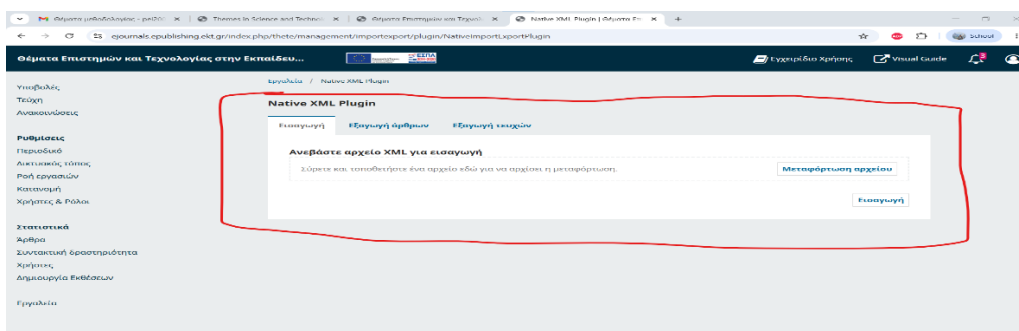 Θέματα μεθοδολογίας - pel20
Themes in Science and Technol
Θέματα Επιστημών και Τεχνολ
Native XML Plugin | Θέματα Επ
ejournals.epublishing.ekt.gr/index.php/thete/management/importexport/plugin/NativeImportExportPlugin
School
Θέματα Επιστημών και Τεχνολογίας στην Εκπαίδευ...
ΕΣΠΑ
Εγχειρίδιο Χρήσης
Visual Guide
3
Υποβολές
Τεύχη
Ανακοινώσεις
Ρυθμίσεις
Περιοδικό
Δικτυακός τόπος
Ροή εργασιών
Κατανομή
Χρήστες & Ρόλοι
Στατιστικά
Άρθρα
Συντακτική δραστηριότητα
Χρήστες
Δημιουργία Εκθέσεων
Εργαλεία
Εργαλεία / Native XML Plugin
Native XML Plugin
Εισαγωγή
Εξαγωγή άρθρων
Εξαγωγή τευχών
Ανεβάστε αρχείο XML για εισαγωγή
Σύρετε και τοποθετήστε ένα αρχείο εδώ για να αρχίσει η μεταφόρτωση.
Μεταφόρτωση αρχείου
Εισαγωγή